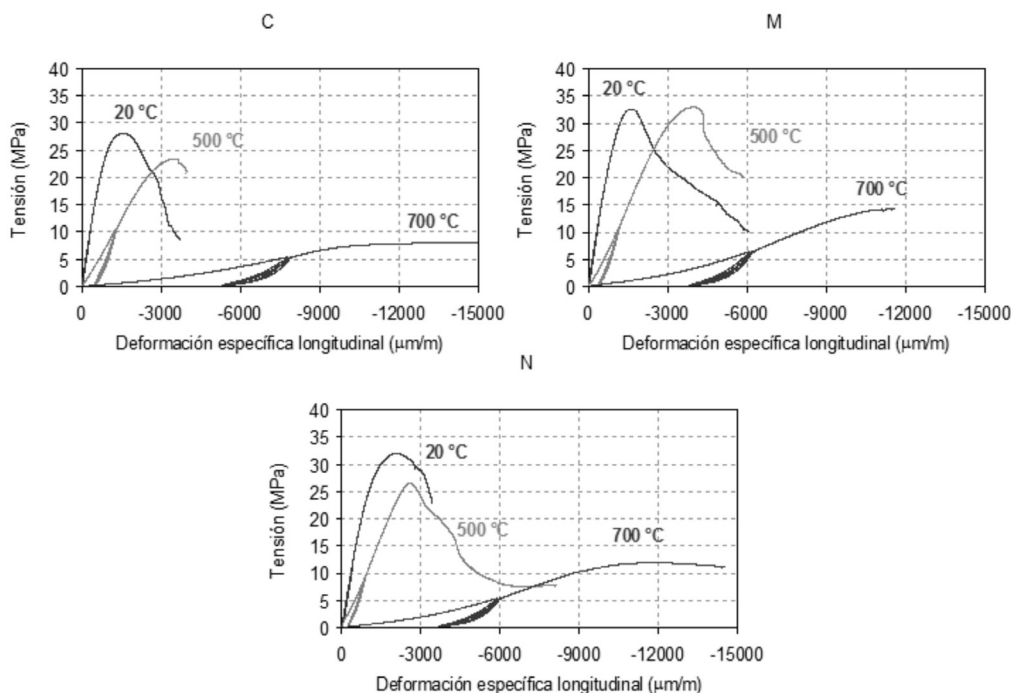 C
40
35
30
25
20
15
10
5
0
Tensión (MPa)
20 °C
500 °C
700 °C
0 -3000 -6000 -9000 -12000 -15000
Deformación específica longitudinal (μm/m)
M
40
35
30
25
20
15
10
5
0
Tensión (MPa)
20 °C
500 °C
700 °C
0 -3000 -6000 -9000 -12000 -15000
Deformación específica longitudinal (μm/m)
N
40
35
30
25
20
15
10
5
0
Tensión (MPa)
20 °C
500 °C
700 °C
0 -3000 -6000 -9000 -12000 -15000
Deformación específica longitudinal (μm/m)